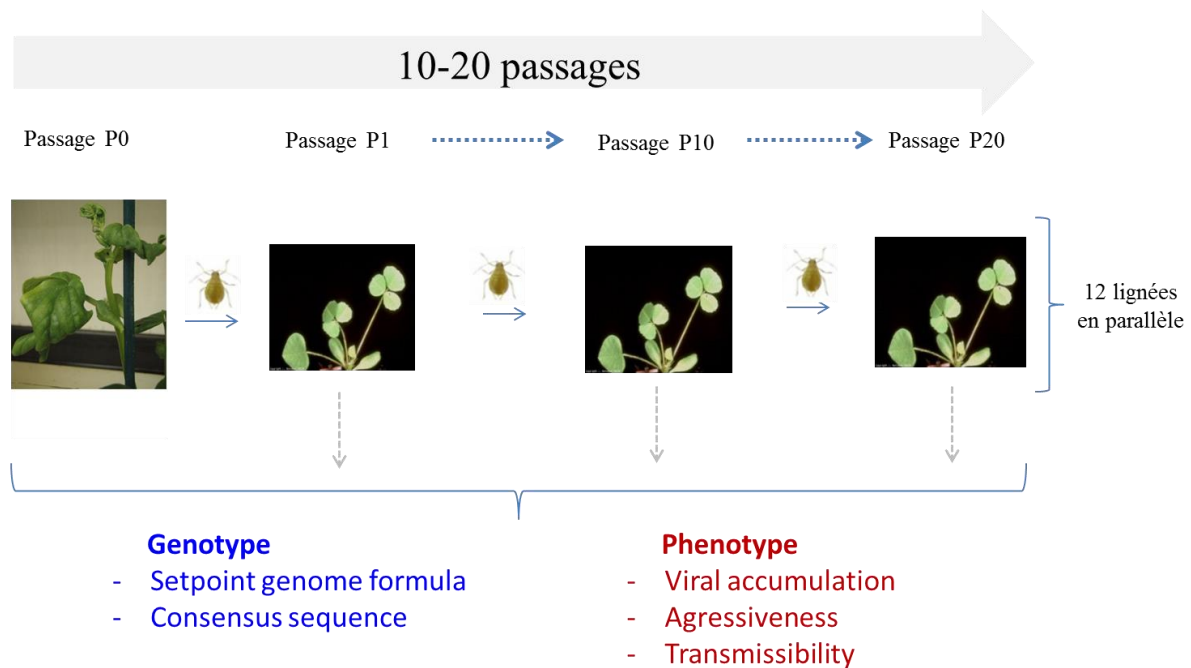 10-20 passages
Passage P0
Passage P1
Passage P10
Passage P20
12 lignées
en parallèle
Genotype
- Setpoint genome formula
- Consensus sequence
Phenotype
- Viral accumulation
- Agressiveness
- Transmissibility